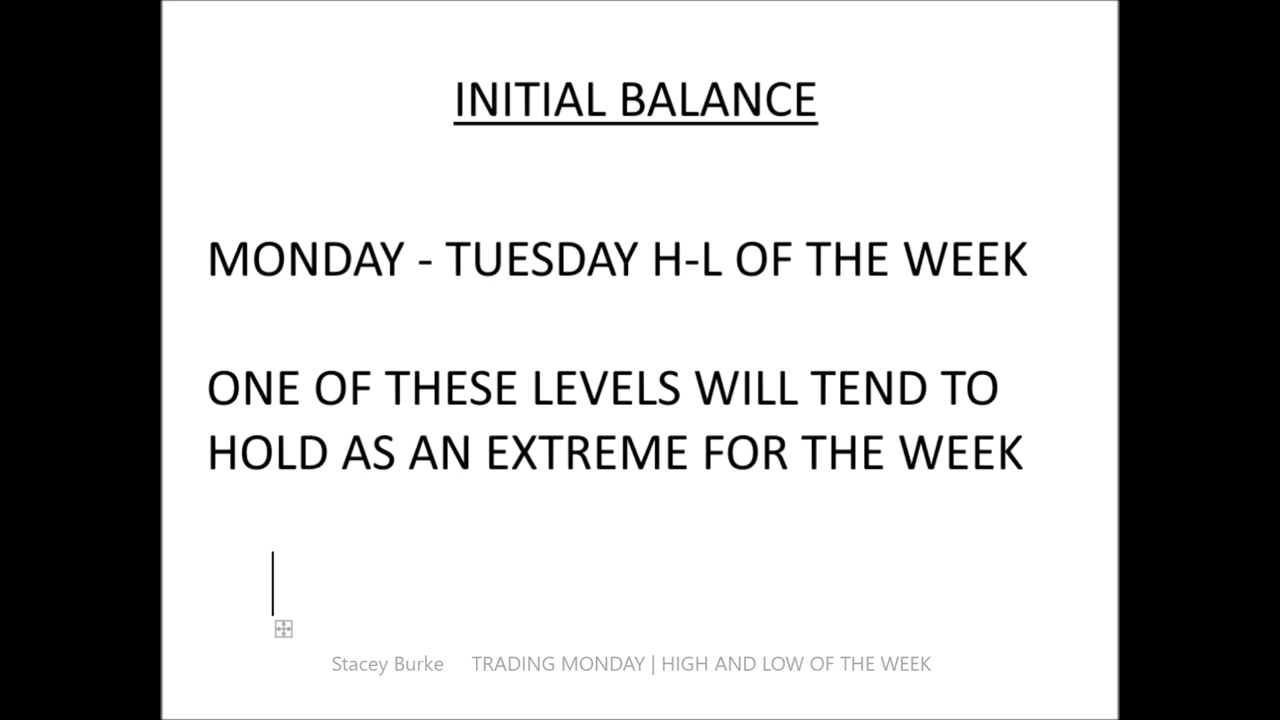 INITIAL BALANCE
MONDAY - TUESDAY H-L OF THE WEEK
ONE OF THESE LEVELS WILL TEND TO
HOLD AS AN EXTREME FOR THE WEEK
Stacey Burke TRADING MONDAY | HIGH AND LOW OF THE WEEK